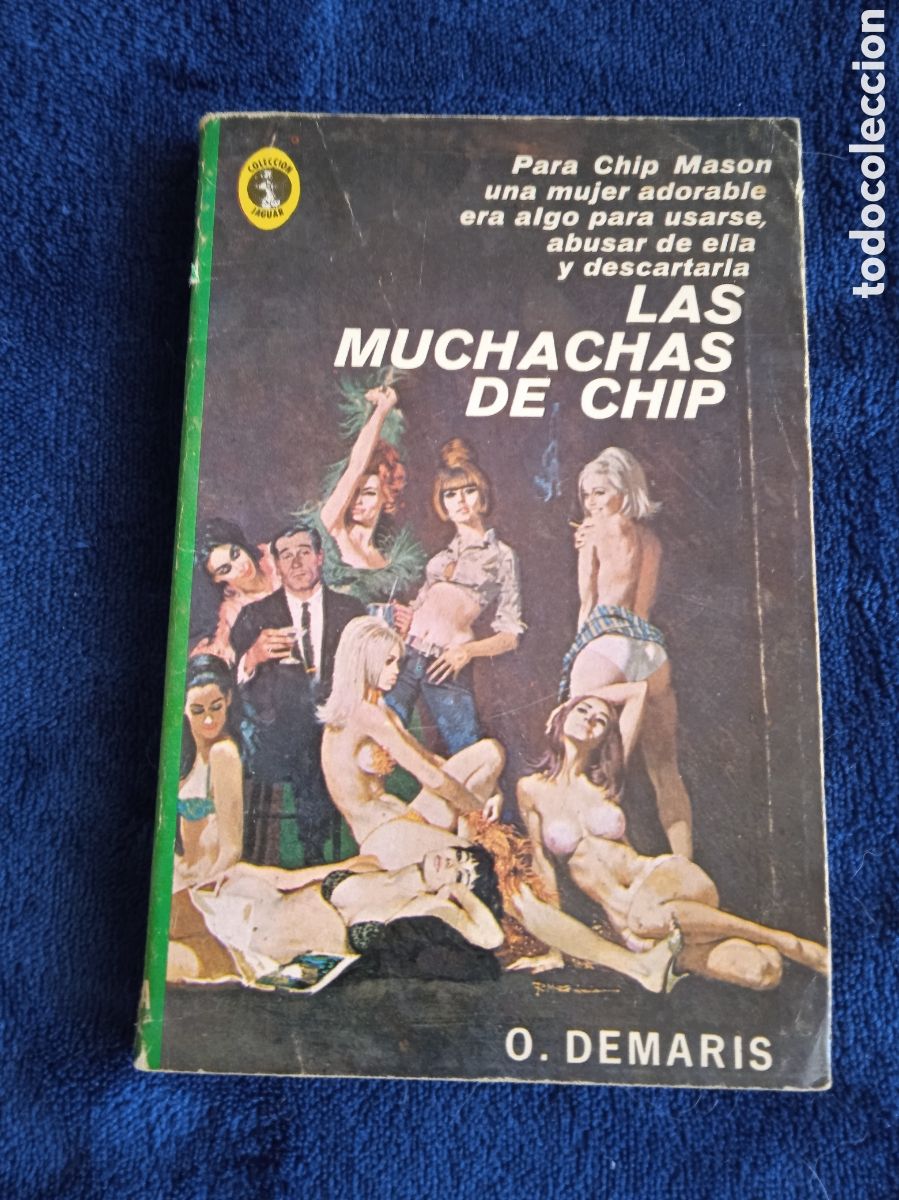 COLECCION
JAGUAR
Para Chip Mason
una mujer adorable
era algo para usarse,
abusar de ella
y descartarla
LAS
MUCHACHAS
DE CHIP
O. DEMARIS
todocoleccion